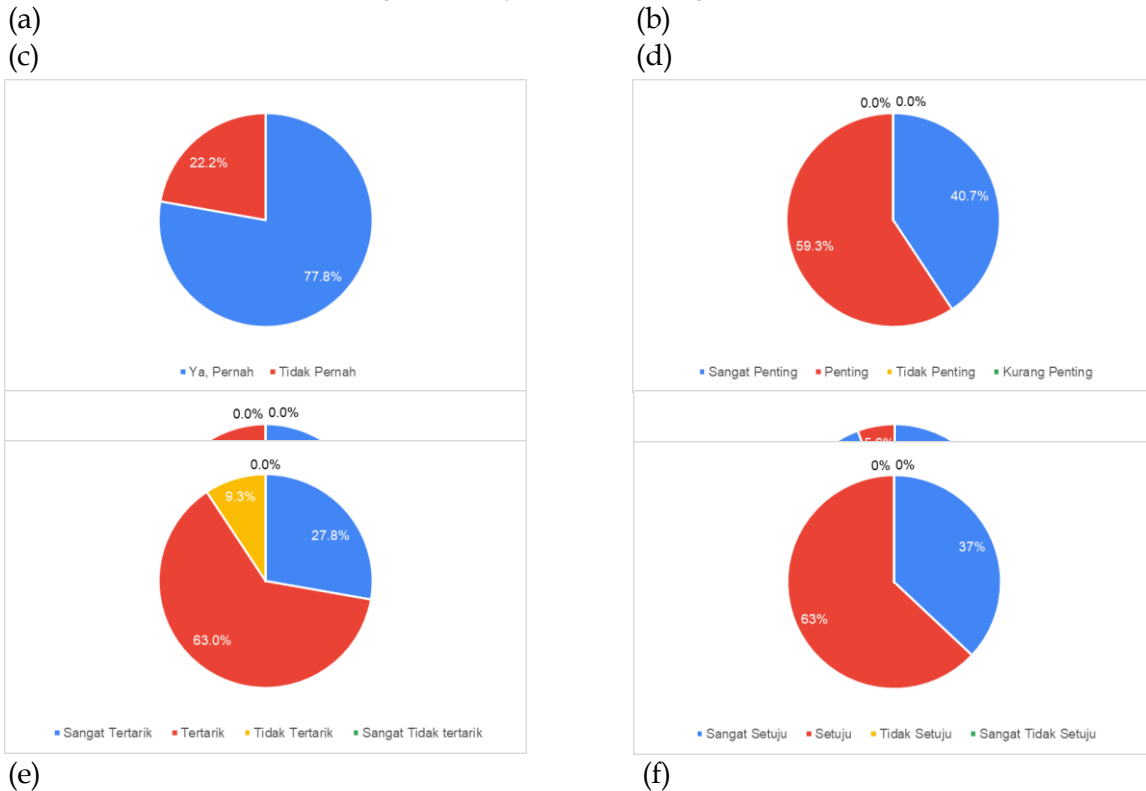 (a) (b)
(c) (d)
0.0% 0.0%
22.2%
40.7%
59.3%
77.8%
Ya, Pernah Tidak Pernah
Sangat Penting Penting Tidak Penting Kurang Penting
0.0% 0.0%
0.0%
0% 0%
9.3%
27.8%
37%
63%
63.0%
Sangat Tertarik Tertarik Tidak Tertarik Sangat Tidak tertarik
Sangat Setuju Setuju Tidak Setuju Sangat Tidak Setuju
(e) (f)